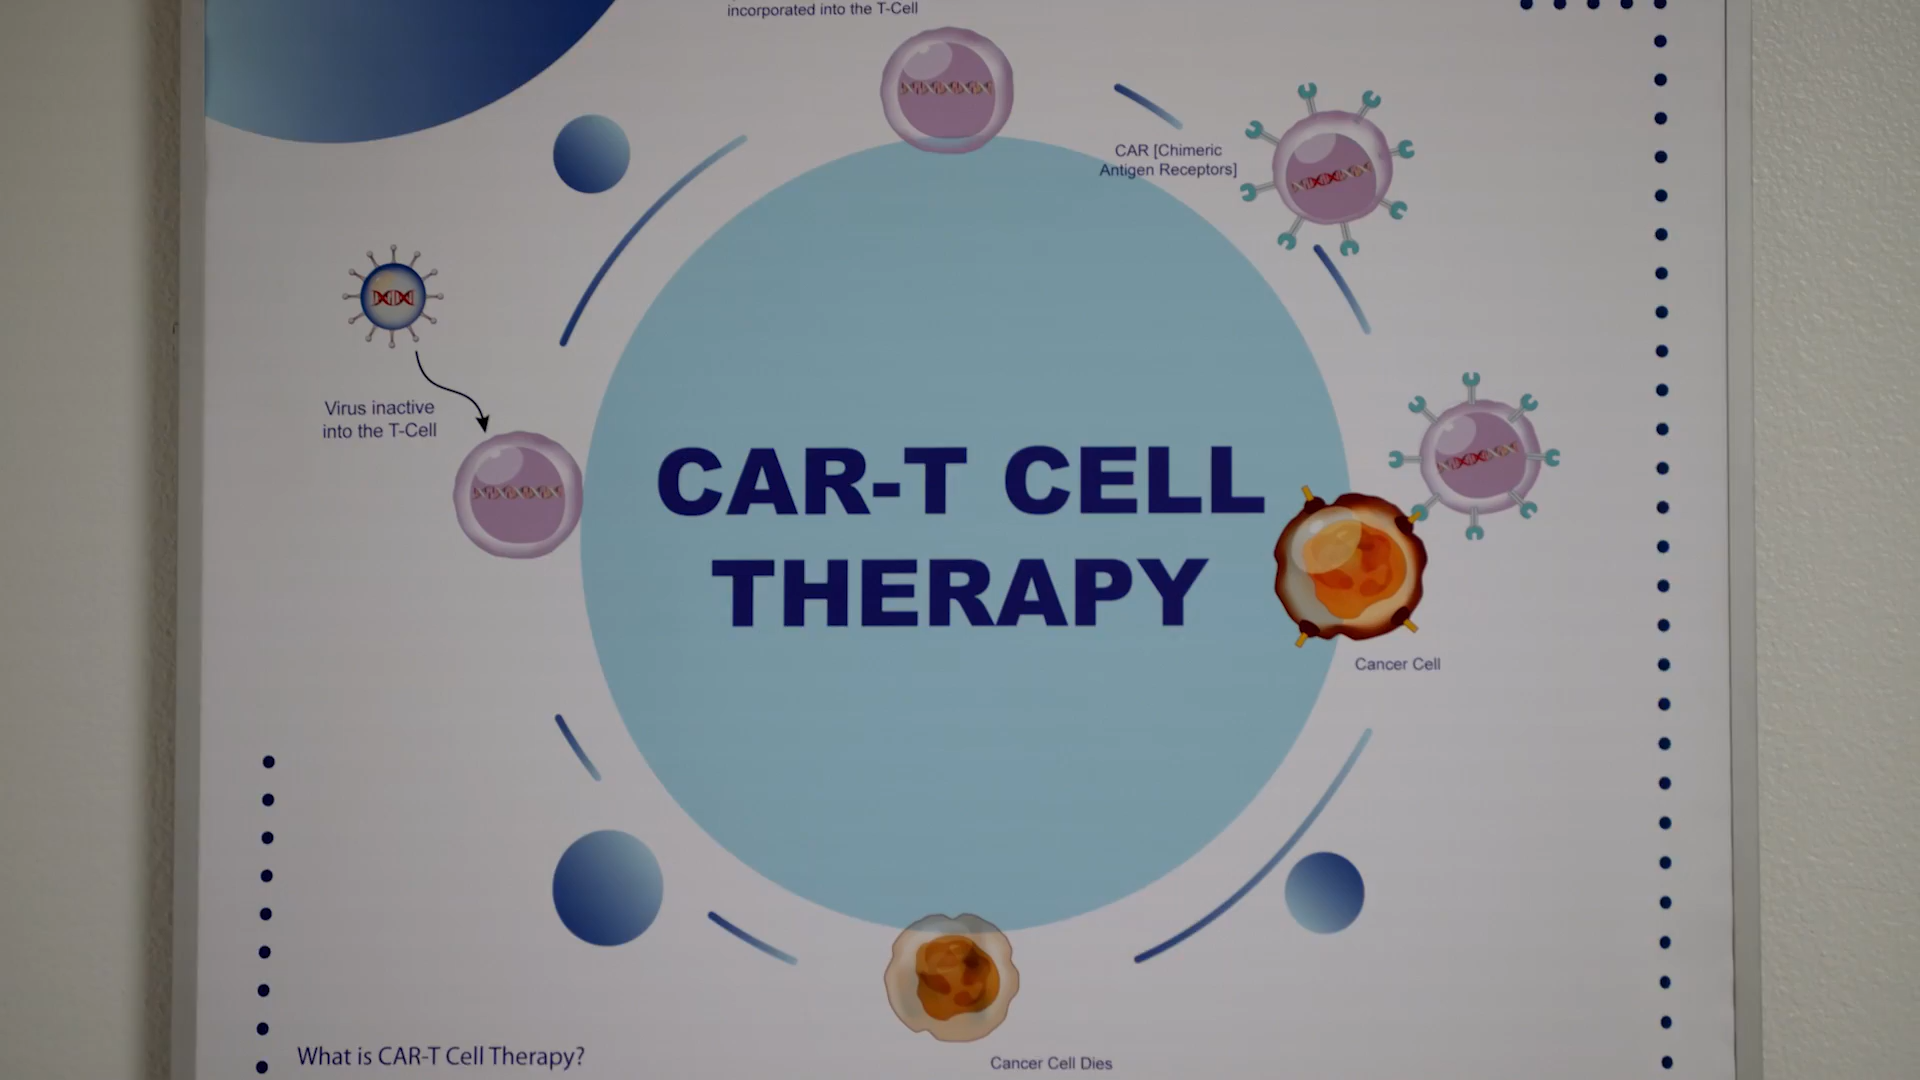 incorporated into the T-Cell
CAR [Chimeric
Antigen Receptors]
Virus inactive
into the T-Cell
CAR-T CELL
THERAPY
Cancer Cell
What is CAR-T Cell Therapy?
Cancer Cell Dies